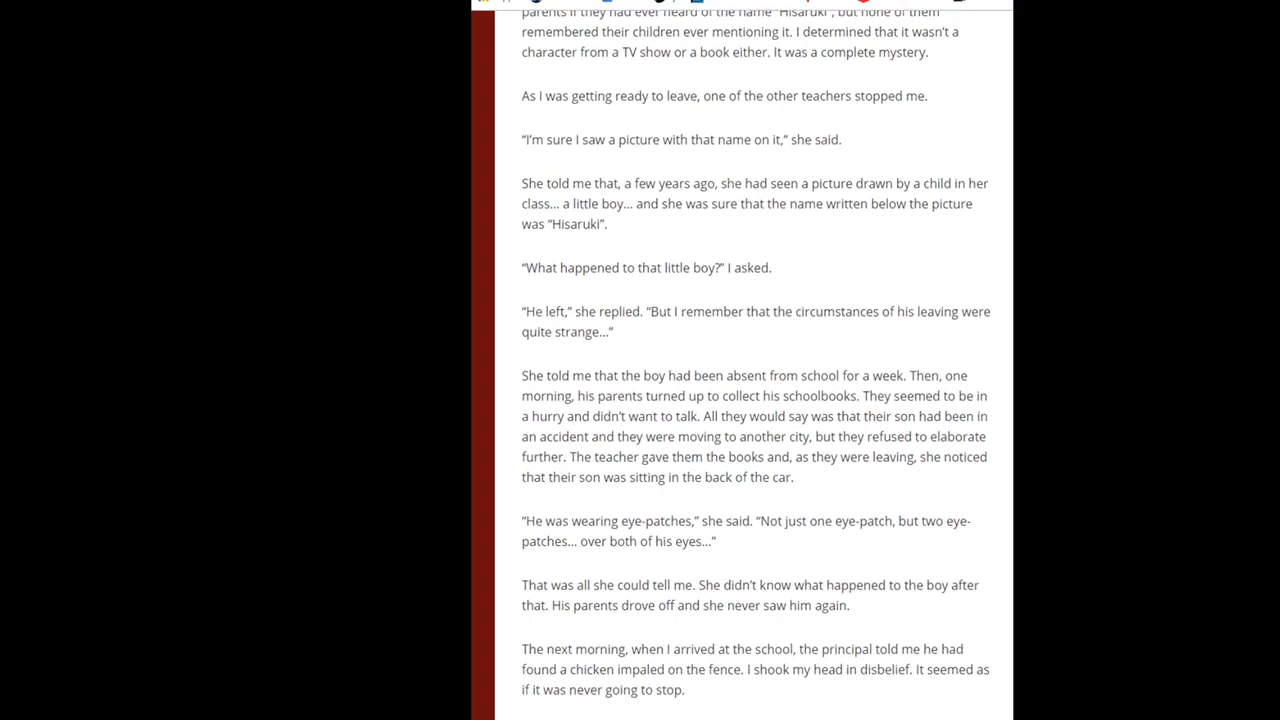 parents if they had ever heard of the name “Hisaruki”, but none of them
remembered their children ever mentioning it. I determined that it wasn’t a
character from a TV show or a book either. It was a complete mystery.
As I was getting ready to leave, one of the other teachers stopped me.
“I’m sure I saw a picture with that name on it,” she said.
She told me that, a few years ago, she had seen a picture drawn by a child in her
class… a little boy… and she was sure that the name written below the picture
was “Hisaruki”.
“What happened to that little boy?” I asked.
“He left,” she replied. “But I remember that the circumstances of his leaving were
quite strange…”
She told me that the boy had been absent from school for a week. Then, one
morning, his parents turned up to collect his schoolbooks. They seemed to be in
a hurry and didn’t want to talk. All they would say was that their son had been in
an accident and they were moving to another city, but they refused to elaborate
further. The teacher gave them the books and, as they were leaving, she noticed
that their son was sitting in the back of the car.
“He was wearing eye-patches,” she said. “Not just one eye-patch, but two eye-
patches… over both of his eyes…”
That was all she could tell me. She didn’t know what happened to the boy after
that. His parents drove off and she never saw him again.
The next morning, when I arrived at the school, the principal told me he had
found a chicken impaled on the fence. I shook my head in disbelief. It seemed as
if it was never going to stop.